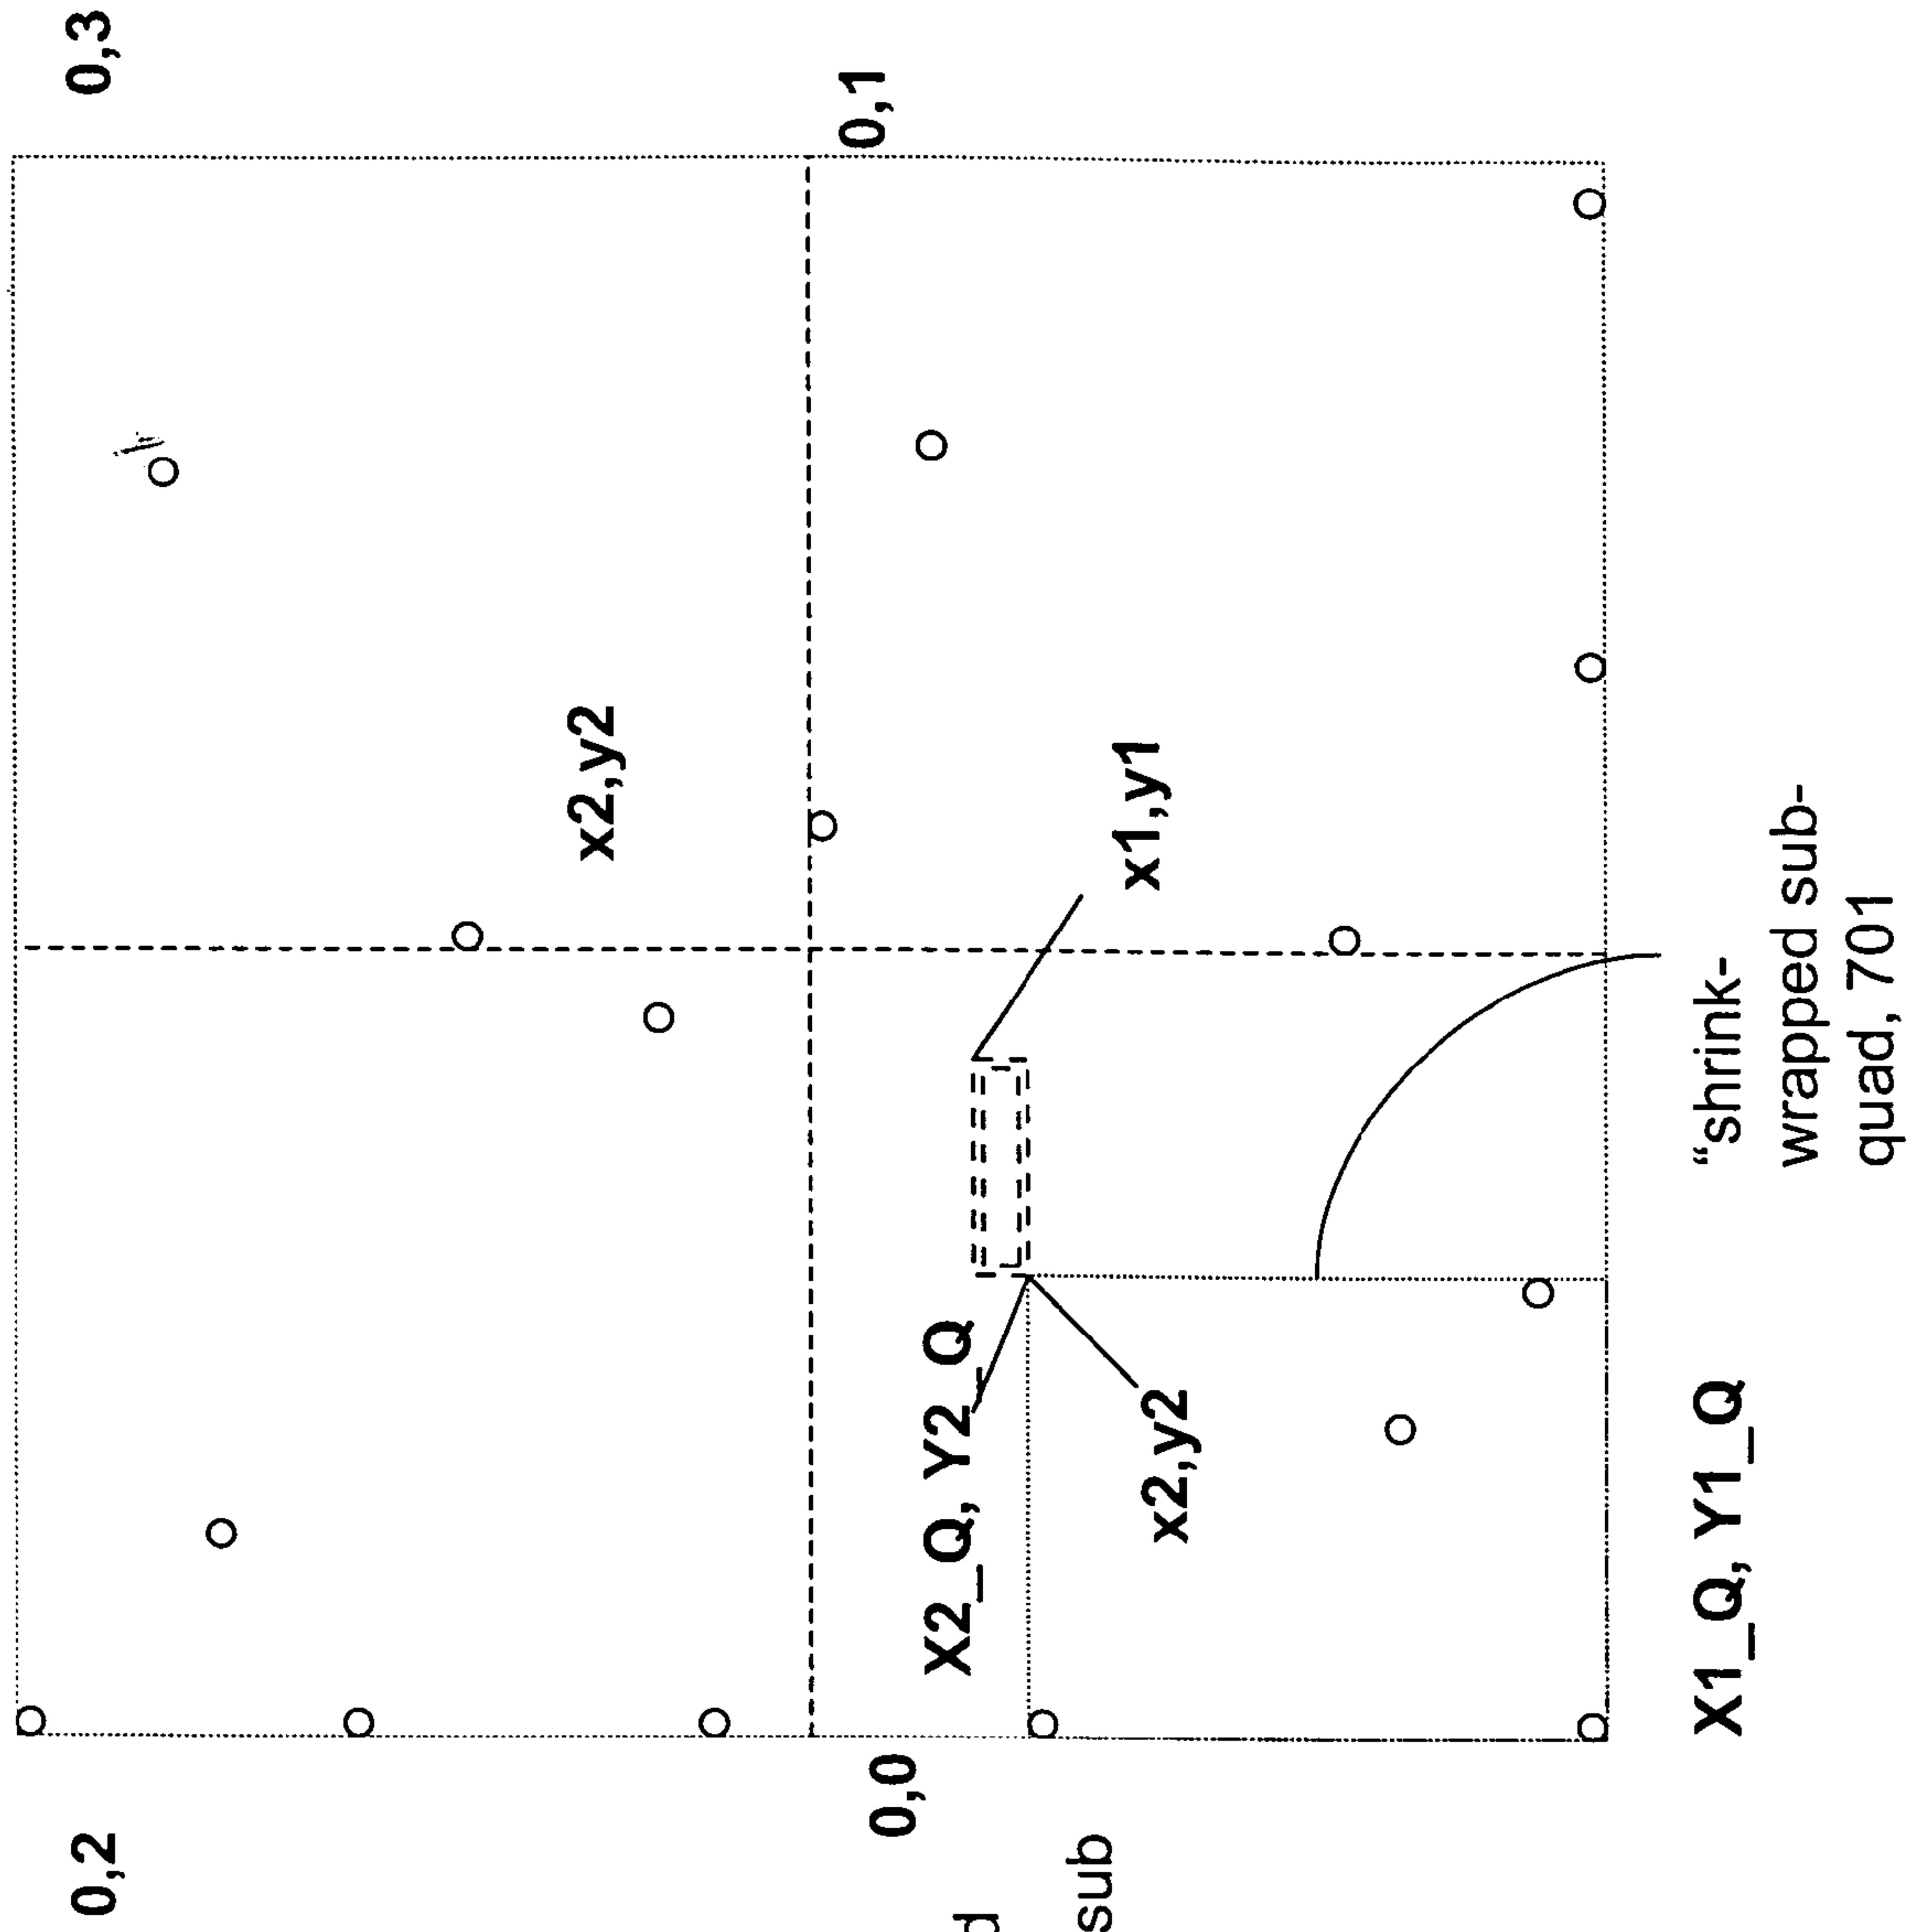 0,3
0,1
x2,y2
x1,y1
X2_Q, Y2_Q
x2,y2
0,2
0,0
d
sub
X1_Q, Y1_Q
“shrink-
wrapped sub-
quad, 701